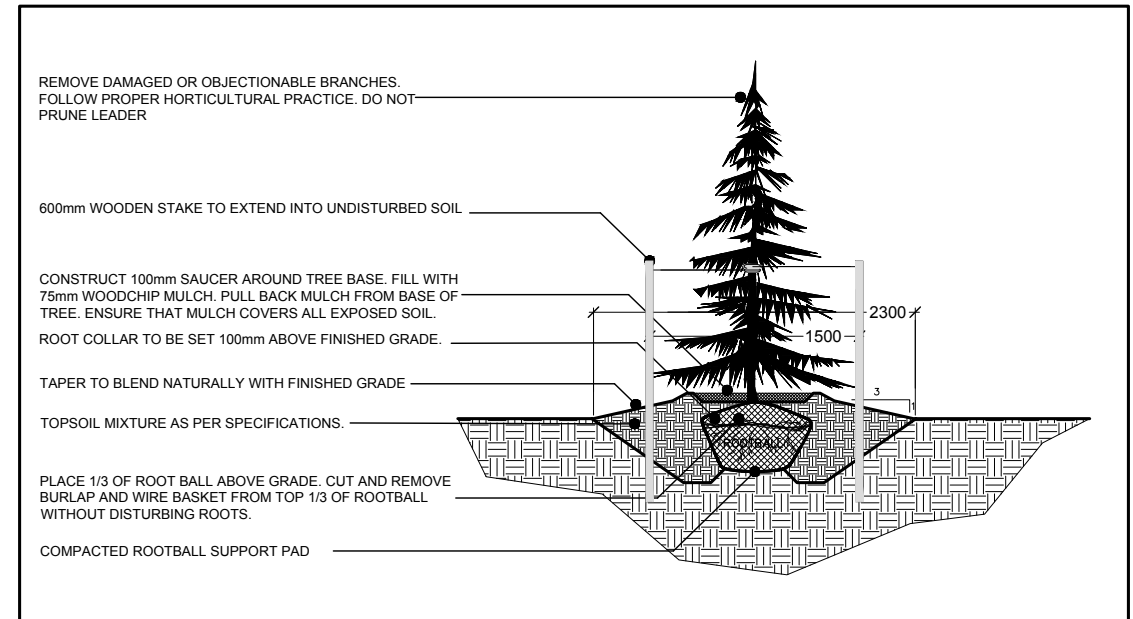 REMOVE DAMAGED OR OBJECTIONABLE BRANCHES.
FOLLOW PROPER HORTICULTURAL PRACTICE. DO NOT
PRUNE LEADER
600mm WOODEN STAKE TO EXTEND INTO UNDISTURBED SOIL
CONSTRUCT 100mm SAUCER AROUND TREE BASE. FILL WITH
75mm WOODCHIP MULCH. PULL BACK MULCH FROM BASE OF
TREE. ENSURE THAT MULCH COVERS ALL EXPOSED SOIL.
2300
1500
ROOT COLLAR TO BE SET 100mm ABOVE FINISHED GRADE.
TAPER TO BLEND NATURALLY WITH FINISHED GRADE
3
1
TOPSOIL MIXTURE AS PER SPECIFICATIONS.
ROOTBALL
PLACE 1/3 OF ROOT BALL ABOVE GRADE. CUT AND REMOVE
BURLAP AND WIRE BASKET FROM TOP 1/3 OF ROOTBALL
WITHOUT DISTURBING ROOTS.
COMPACTED ROOTBALL SUPPORT PAD